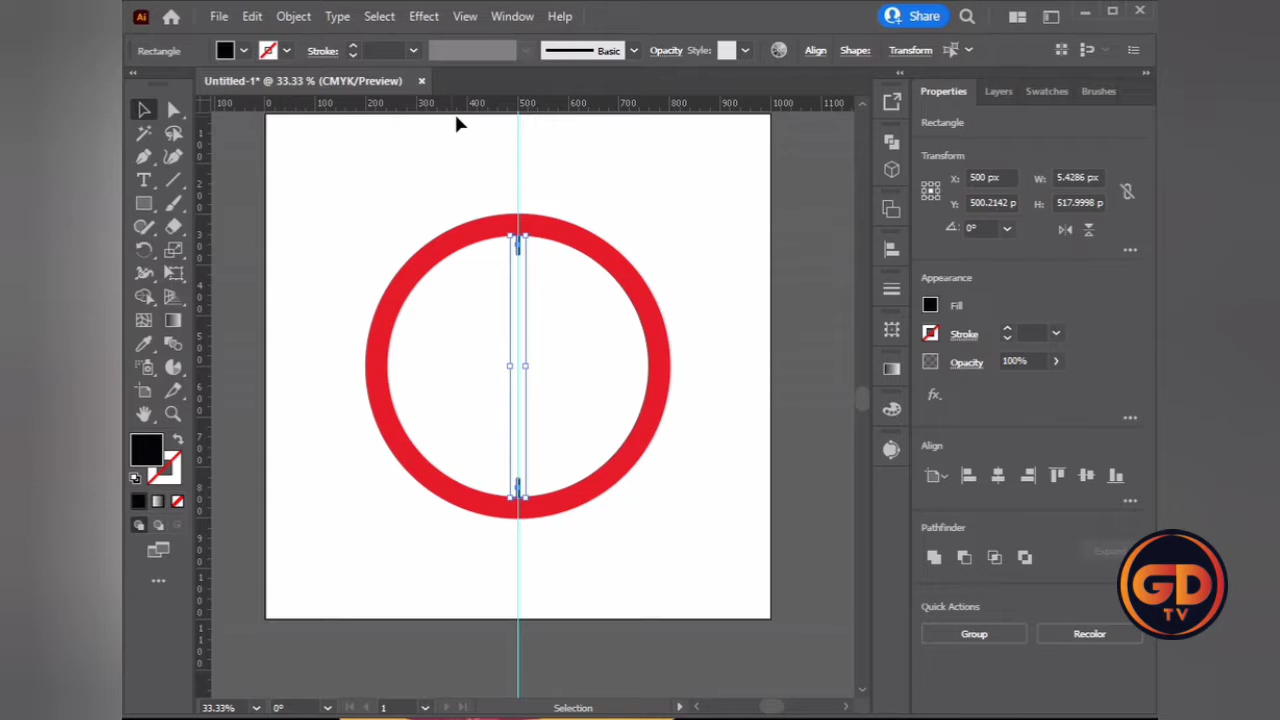 Ai File Edit Object Type Select Effect View Window Help Share
Rectangle Stroke: Basic Opacity Style: Align Shape: Transform
Untitled-1* @ 33.33 % (CMYK/Preview) ×
100 0 100 200 300 400 500 600 700 800 900 1000 1100
Properties Layers Swatches Brushes
Rectangle
Transform
X: 500 px W: 5.4286 px
Y: 500.2142 p H: 517.9998 p
0°
Appearance
Fill
Stroke
Opacity 100%
fx.
Align
Pathfinder
Expand
Quick Actions
Group Recolor
33.33% 0° 1 Selection
GD
TV